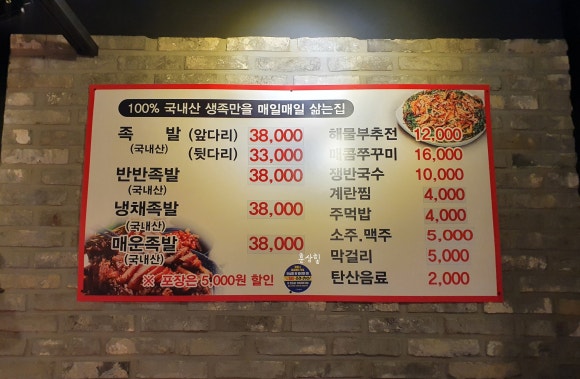 100% 국내산 생족만을 매일매일 삶는집
족 발 (앞다리) 38,000
(국내산) (뒷다리) 33,000
반반족발 38,000
(국내산)
냉채족발 38,000
(국내산)
매운족발 38,000
(국내산)
※ 포장은 5,000원 할인
해물부추전 12,000
매콤쭈꾸미 16,000
쟁반국수 10,000
계란찜 4,000
주먹밥 4,000
소주.맥주 5,000
막걸리 5,000
탄산음료 2,000